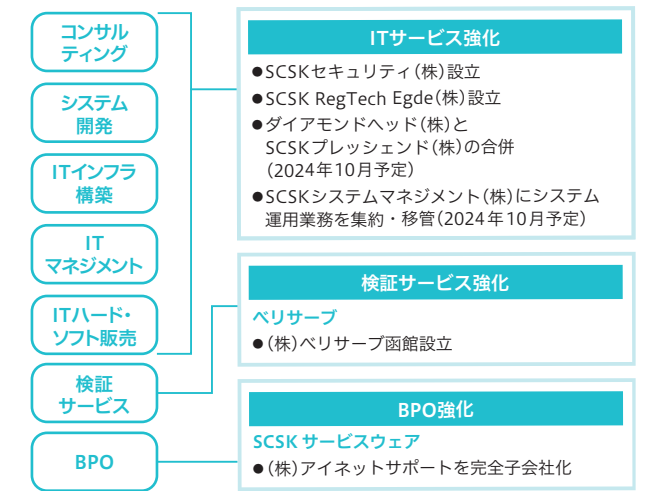 コンサル
ティング
システム
開発
ITインフラ
構築
IT
マネジメント
ITハード・
ソフト販売
検証
サービス
BPO
ITサービス強化
●SCSKセキュリティ(株)設立
●SCSK RegTech Egde(株)設立
●ダイアモンドヘッド(株)と
SCSKプレッシェンド(株)の合併
(2024年10月予定)
●SCSKシステムマネジメント(株)にシステム
運用業務を集約・移管(2024年10月予定)
検証サービス強化
ベリサーブ
●(株)ベリサーブ函館設立
BPO強化
SCSK サービスウェア
●(株)アイネットサポートを完全子会社化